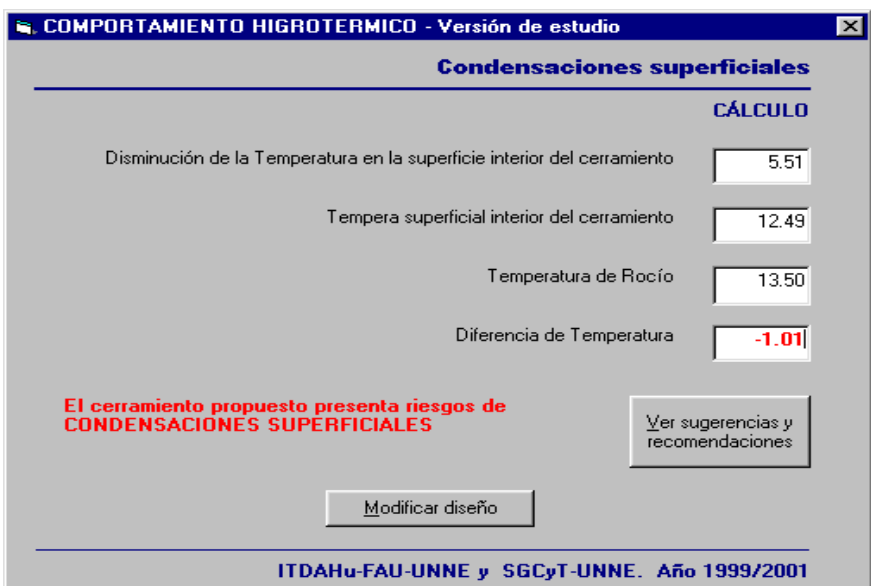 COMPORTAMIENTO HIGROTERMICO - Versión de estudio
Condensaciones superficiales
CÁLCULO
Disminución de la Temperatura en la superficie interior del cerramiento 5.51
Tempera superficial interior del cerramiento 12.49
Temperatura de Rocío 13.50
Diferencia de Temperatura -1.01
El cerramiento propuesto presenta riesgos de
CONDENSACIONES SUPERFICIALES
Ver sugerencias y
recomendaciones
Modificar diseño
ITDAHu-FAU-UNNE y SGCyT-UNNE. Año 1999/2001